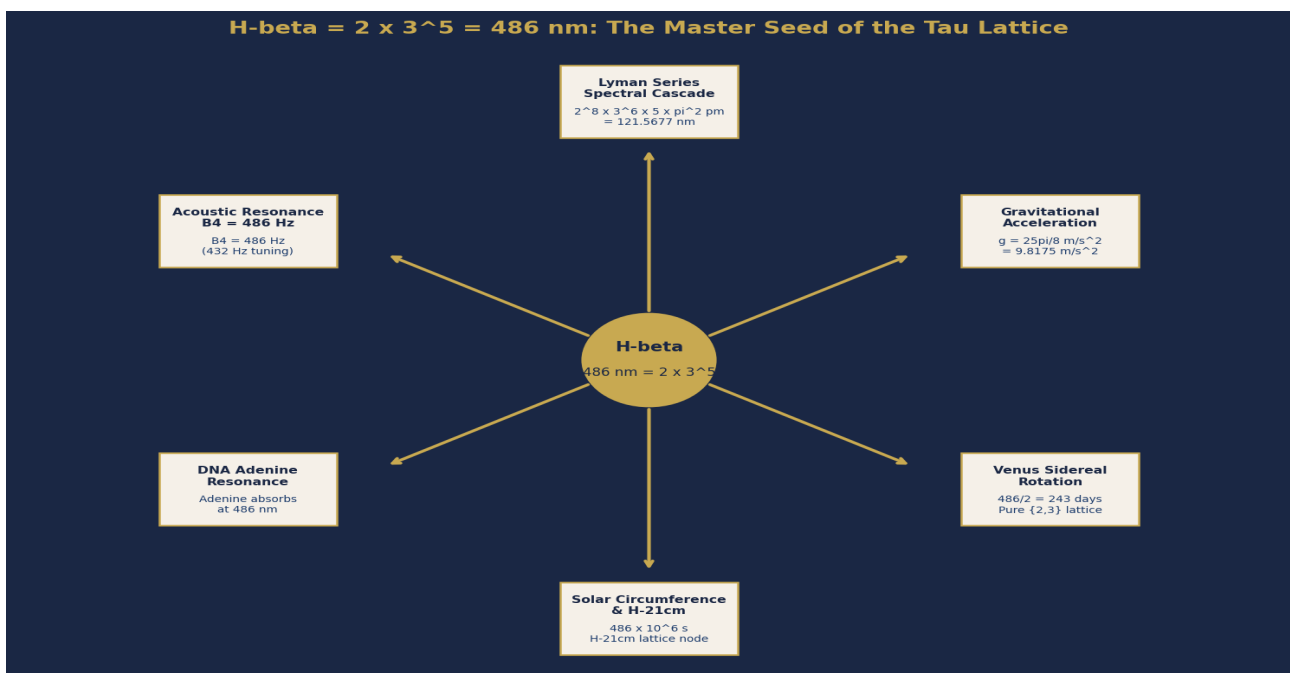 H-beta = 2 x 3^5 = 486 nm: The Master Seed of the Tau Lattice
Lyman Series
Spectral Cascade
2^8 x 3^6 x 5 x pi^2 pm
= 121.5677 nm
Acoustic Resonance
B4 = 486 Hz
B4 = 486 Hz
(432 Hz tuning)
Gravitational
Acceleration
g = 25pi/8 m/s^2
= 9.8175 m/s^2
H-beta
486 nm = 2 x 3^5
DNA Adenine
Resonance
Adenine absorbs
at 486 nm
Venus Sidereal
Rotation
486/2 = 243 days
Pure {2,3} lattice
Solar Circumference
& H-21cm
486 x 10^6 s
H-21cm lattice node